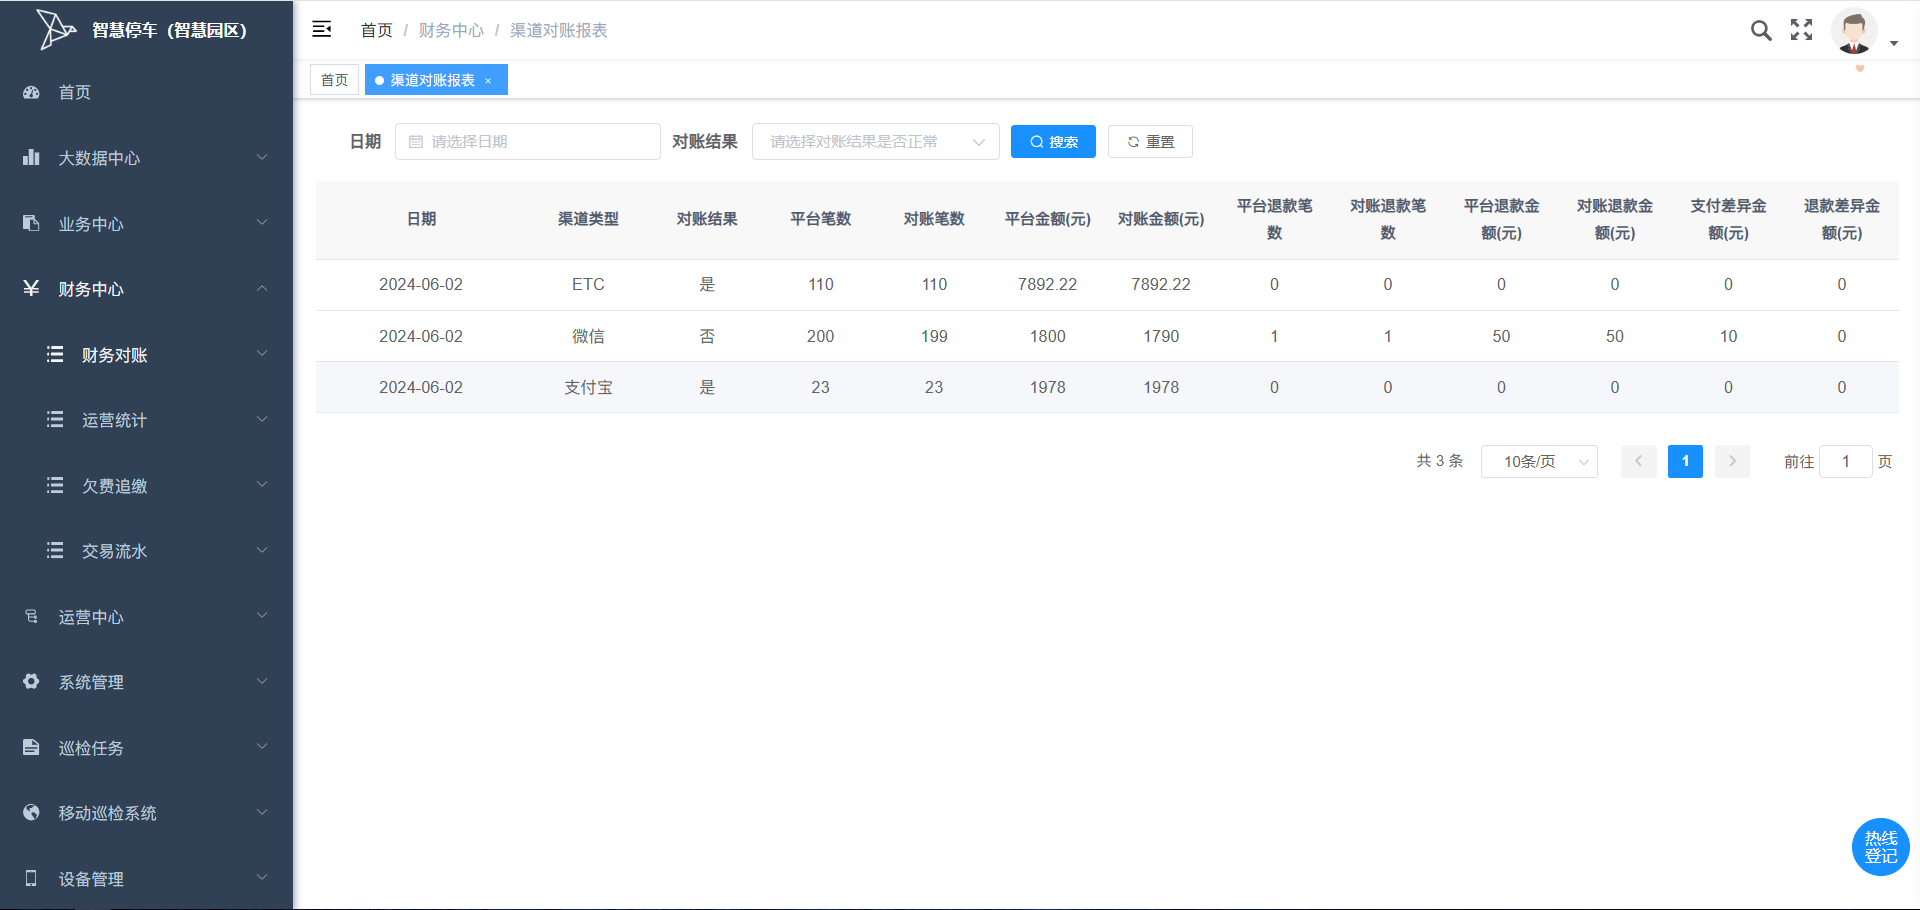 智慧停车（智慧园区）
首页
大数据中心
业务中心
财务中心
财务对账
运营统计
欠费追缴
交易流水
运营中心
系统管理
巡检任务
移动巡检系统
设备管理
首页 / 财务中心 / 渠道对账报表
首页
渠道对账报表 ×
日期 请选择日期 对账结果 请选择对账结果是否正常 搜索 重置
日期 渠道类型 对账结果 平台笔数 对账笔数 平台金额(元) 对账金额(元) 平台退款笔数 对账退款笔数 平台退款金额(元) 对账退款金额(元) 支付差异金额(元) 退款差异金额(元)
2024-06-02 ETC 是 110 110 7892.22 7892.22 0 0 0 0 0 0
2024-06-02 微信 否 200 199 1800 1790 1 1 50 50 10 0
2024-06-02 支付宝 是 23 23 1978 1978 0 0 0 0 0 0
共 3 条 10条/页 1 前往 1 页
热线
登记